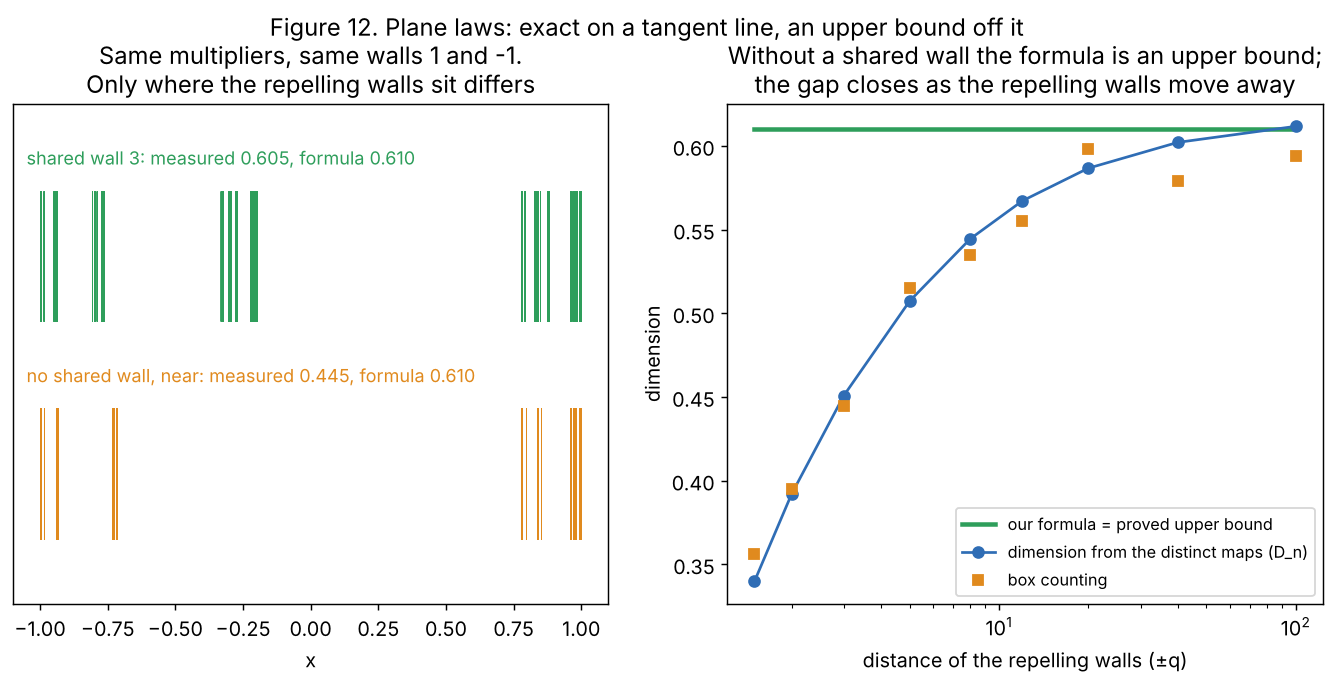 Figure 12. Plane laws: exact on a tangent line, an upper bound off it
Same multipliers, same walls 1 and -1.
Only where the repelling walls sit differs
shared wall 3: measured 0.605, formula 0.610
no shared wall, near: measured 0.445, formula 0.610
−1.00 −0.75 −0.50 −0.25 0.00 0.25 0.50 0.75 1.00
x
Without a shared wall the formula is an upper bound;
the gap closes as the repelling walls move away
dimension
0.60
0.55
0.50
0.45
0.40
0.35
our formula = proved upper bound
dimension from the distinct maps (D_n)
box counting
10¹ 10²
distance of the repelling walls (±q)